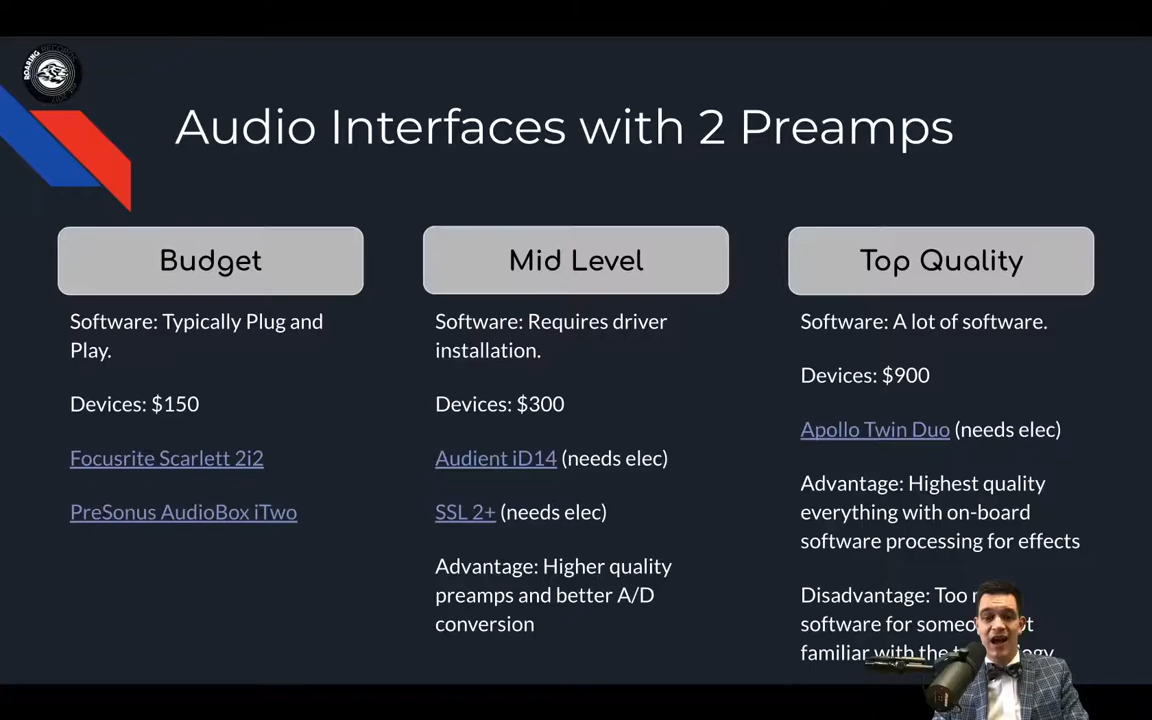 ROARING RECORDS
Audio Interfaces with 2 Preamps
Budget
Software: Typically Plug and
Play.
Devices: $150
Focusrite Scarlett 2i2
PreSonus AudioBox iTwo
Mid Level
Software: Requires driver
installation.
Devices: $300
Audient iD14 (needs elec)
SSL 2+ (needs elec)
Advantage: Higher quality
preamps and better A/D
conversion
Top Quality
Software: A lot of software.
Devices: $900
Apollo Twin Duo (needs elec)
Advantage: Highest quality
everything with on-board
software processing for effects
Disadvantage: Too
software for
familiar with the